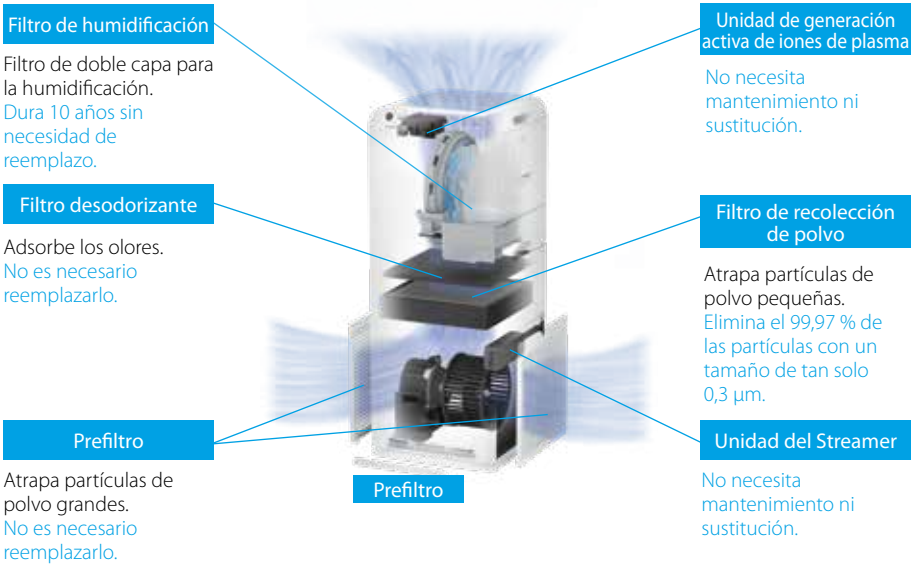 Filtro de humidificación
Filtro de doble capa para
la humidificación.
Dura 10 años sin
necesidad de
reemplazo.
Filtro desodorizante
Adsorbe los olores.
No es necesario
reemplazarlo.
Prefiltro
Atrapa partículas de
polvo grandes.
No es necesario
reemplazarlo.
Prefiltro
Unidad de generación
activa de iones de plasma
No necesita
mantenimiento ni
sustitución.
Filtro de recolección
de polvo
Atrapa partículas de
polvo pequeñas.
Elimina el 99,97 % de
las partículas con un
tamaño de tan solo
0,3 µm.
Unidad del Streamer
No necesita
mantenimiento ni
sustitución.